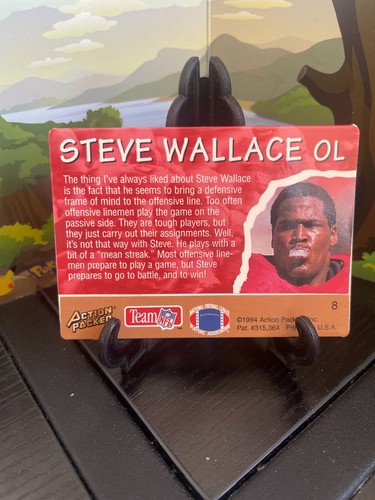 STEVE WALLACE OL
The thing I've always liked about Steve Wallace
is the fact that he seems to bring a defensive
frame of mind to the offensive line. Too often
offensive linemen play the game on the
passive side. They are tough players, but
they just carry out their assignments. Well,
it's not that way with Steve. He plays with a
bit of a "mean streak." Most offensive line-
men prepare to play a game, but Steve
prepares to go to battle, and to win!
8
ACTION
PACKED
Team NFL
©1994 Action Packed, Inc.
Pat. #315,364 Printed U.S.A.